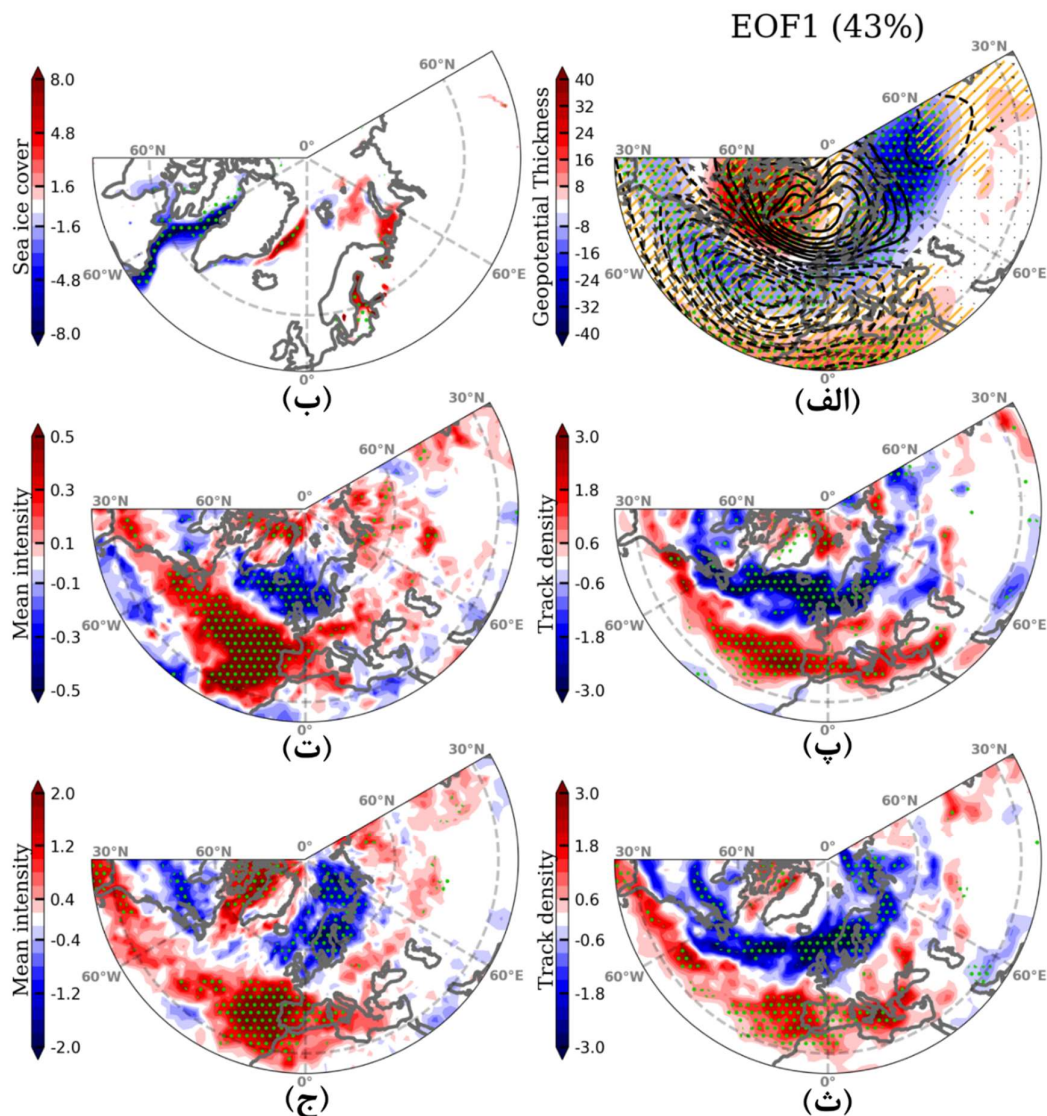 EOF1 (43%)
Geopotential Thickness
40
32
24
16
8
-8
-16
-24
-32
-40
30°N
60°N
60°W
60°E
0°
(الف)
Sea ice cover
8.0
4.8
1.6
-1.6
-4.8
-8.0
60°N
60°N
0°
60°W
60°E
0°
(ب)
Track density
3.0
1.8
0.6
-0.6
-1.8
-3.0
30°N
60°N
30°N
60°N
0°
60°W
60°E
0°
(پ)
Mean intensity
0.5
0.3
0.1
-0.1
-0.3
-0.5
30°N
60°N
30°N
60°N
0°
60°W
60°E
0°
(ت)
Track density
3.0
1.8
0.6
-0.6
-1.8
-3.0
30°N
60°N
30°N
60°N
0°
60°W
60°E
0°
(ث)
Mean intensity
2.0
1.2
0.4
-0.4
-1.2
-2.0
30°N
60°N
30°N
60°N
0°
60°W
60°E
0°
(ج)